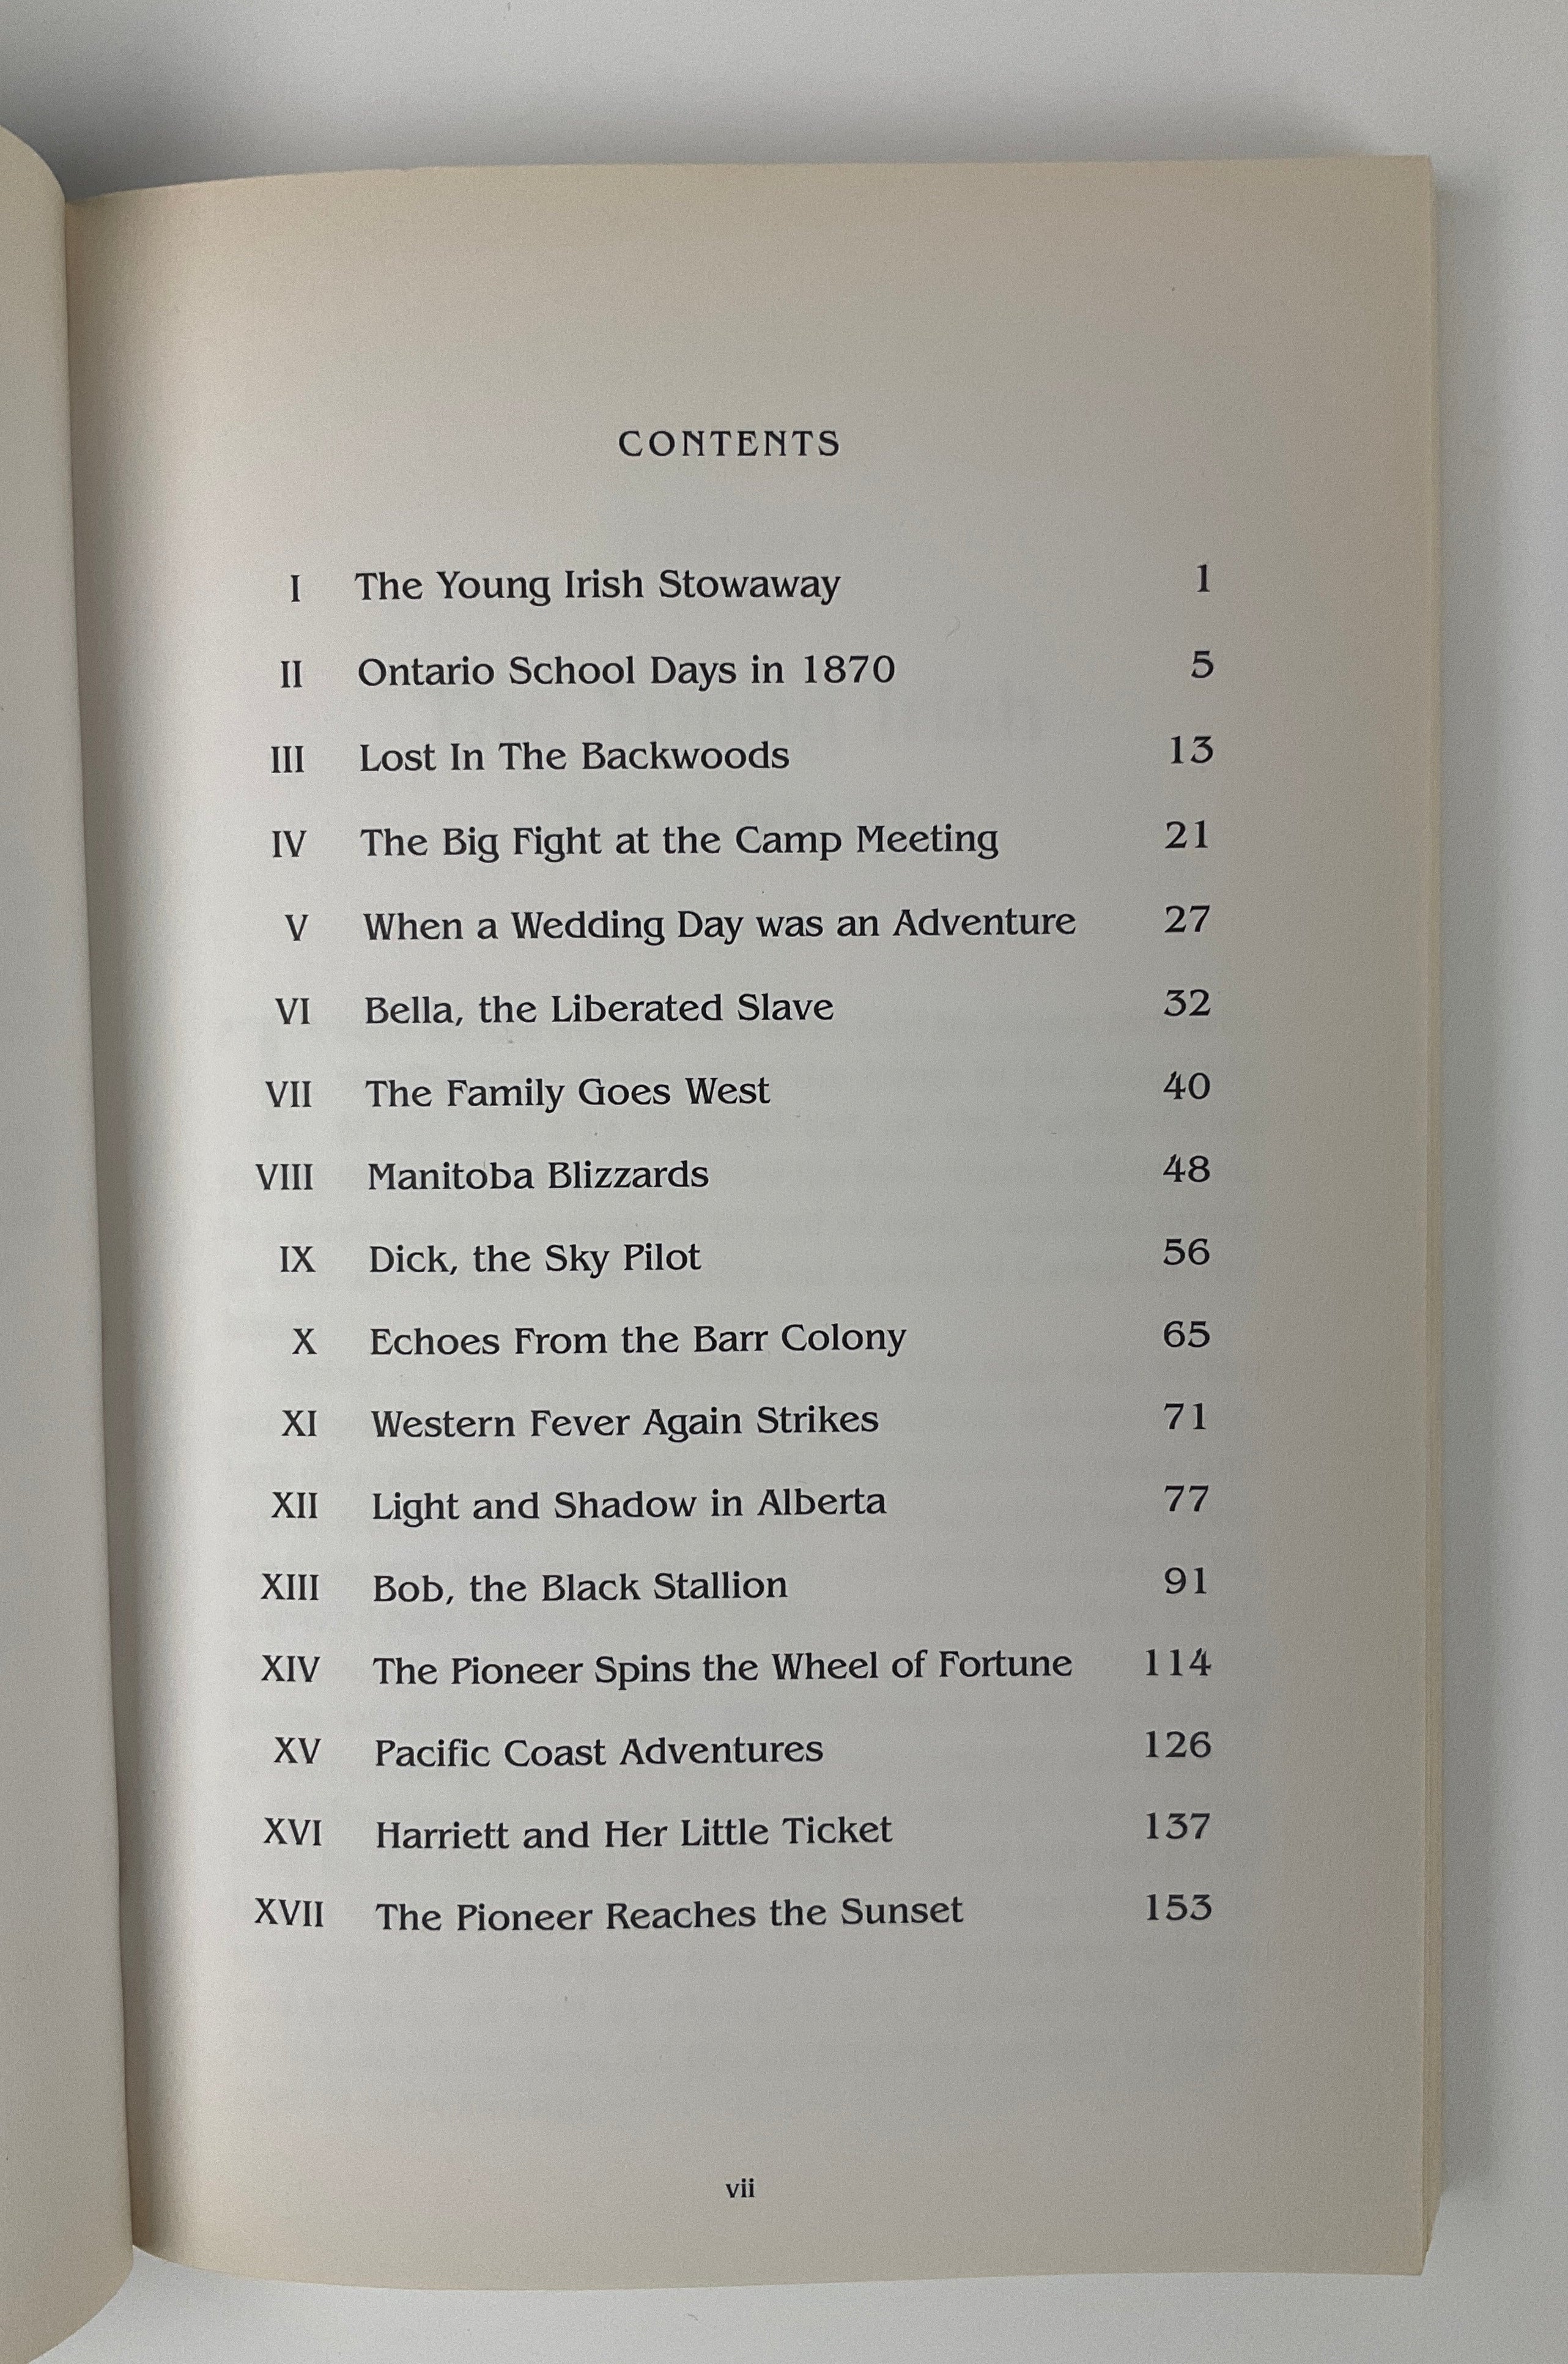 CONTENTS
I The Young Irish Stowaway 1
II Ontario School Days in 1870 5
III Lost In The Backwoods 13
IV The Big Fight at the Camp Meeting 21
V When a Wedding Day was an Adventure 27
VI Bella, the Liberated Slave 32
VII The Family Goes West 40
VIII Manitoba Blizzards 48
IX Dick, the Sky Pilot 56
X Echoes From the Barr Colony 65
XI Western Fever Again Strikes 71
XII Light and Shadow in Alberta 77
XIII Bob, the Black Stallion 91
XIV The Pioneer Spins the Wheel of Fortune 114
XV Pacific Coast Adventures 126
XVI Harriett and Her Little Ticket 137
XVII The Pioneer Reaches the Sunset 153
vii